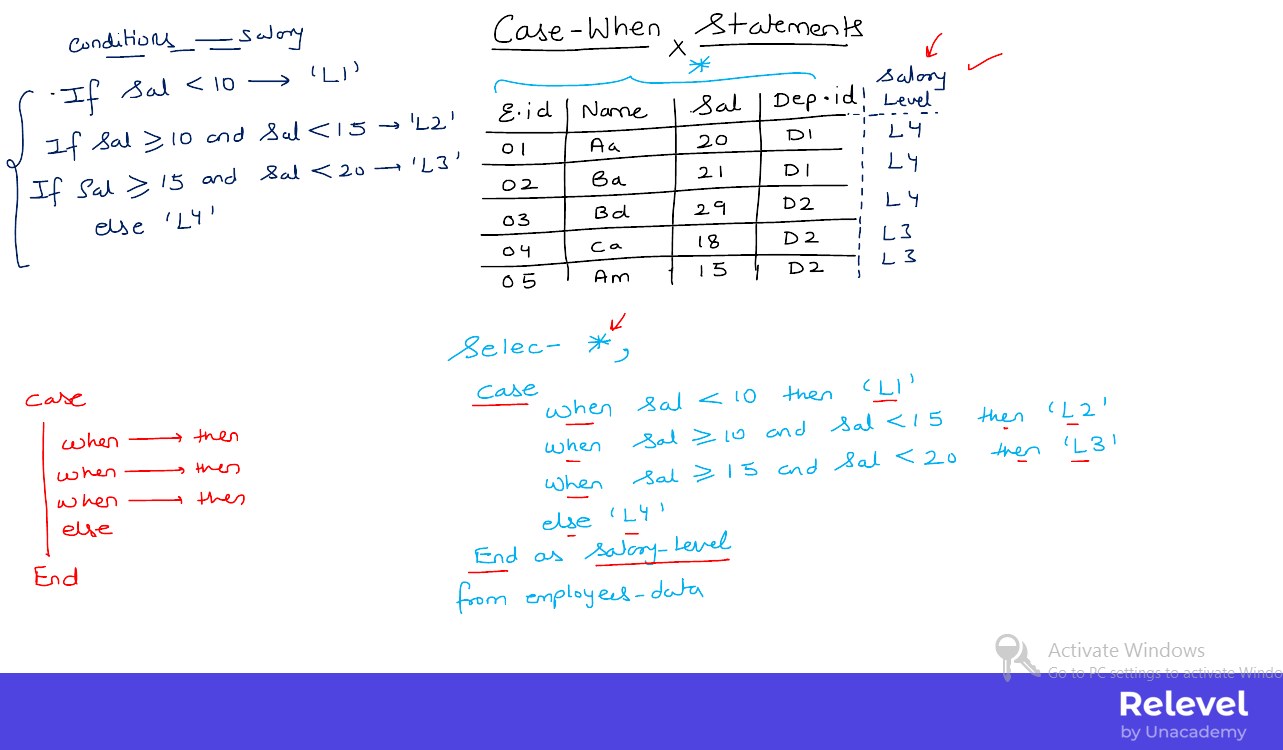 Case-When Statements
x
*
Conditions __ salary
. If sal < 10 → 'L1'
If sal ≥ 10 and sal < 15 → 'L2'
If sal ≥ 15 and sal < 20 → 'L3'
else 'L4'
E.id Name Sal Dep.id Salary Level
01 Aa 20 D1 L4
02 Ba 21 D1 L4
03 Bd 29 D2 L4
04 Ca 18 D2 L3
05 Am 15 D2 L3
Selec- *,
Case
when sal < 10 then 'L1'
when sal ≥ 10 and sal < 15 then 'L2'
when sal ≥ 15 and sal < 20 then 'L3'
else 'L4'
End as salary-level
from employees-data
Case
when → then
when → then
when → then
else
End
Activate Windows
Go to PC settings to activate Windo
Relevel
by Unacademy